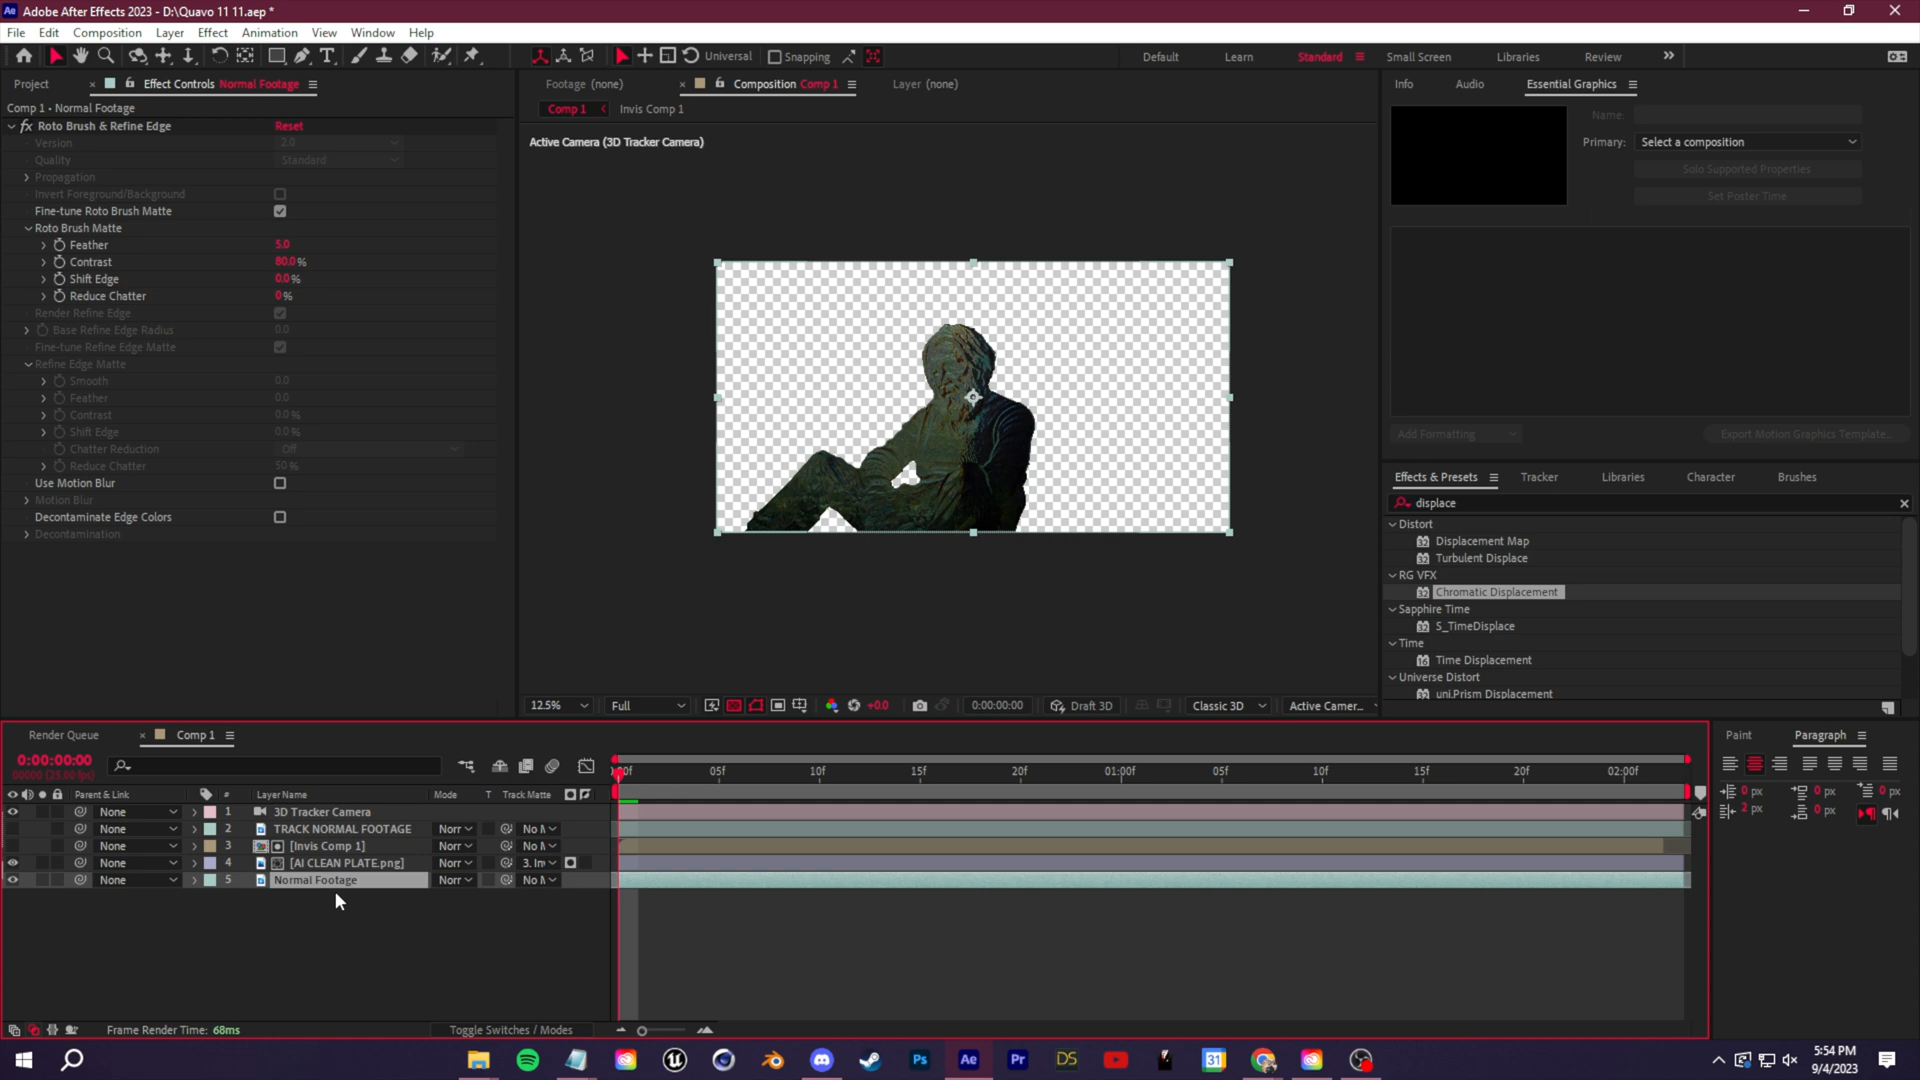 Adobe After Effects 2023 - D:\Quavo 11 11.aep *
File Edit Composition Layer Effect Animation View Window Help
Universal Snapping Default Learn Standard Small Screen Libraries Review
Project Effect Controls Normal Footage
Comp 1 • Normal Footage
Roto Brush & Refine Edge Reset
Version 2.0
Quality Standard
Propagation
Invert Foreground/Background
Fine-tune Roto Brush Matte
Roto Brush Matte
Feather 5.0
Contrast 80.0 %
Shift Edge 0.0 %
Reduce Chatter 0 %
Render Refine Edge
Base Refine Edge Radius 0.0
Fine-tune Refine Edge Matte
Refine Edge Matte
Smooth 0.0
Feather 0.0
Contrast 0.0 %
Shift Edge 0.0 %
Chatter Reduction Off
Reduce Chatter 50 %
Use Motion Blur
Motion Blur
Decontaminate Edge Colors
Decontamination
Footage (none) Composition Comp 1 Layer (none)
Comp 1 Invis Comp 1
Active Camera (3D Tracker Camera)
12.5% Full +0.0 0:00:00:00 Draft 3D Classic 3D Active Camer...
Info Audio Essential Graphics
Name:
Primary: Select a composition
Solo Supported Properties
Set Poster Time
Add Formatting Export Motion Graphics Template...
Effects & Presets Tracker Libraries Character Brushes
displace
Distort
Displacement Map
Turbulent Displace
RG VFX
Chromatic Displacement
Sapphire Time
S_TimeDisplace
Time
Time Displacement
Universe Distort
uni.Prism Displacement
Render Queue Comp 1
0:00:00:00
00000 (25.00 fps)
:00f 05f 10f 15f 20f 01:00f 05f 10f 15f 20f 02:00f
Parent & Link # Layer Name Mode T Track Matte
None 1 3D Tracker Camera
None 2 TRACK NORMAL FOOTAGE Norr No M
None 3 [Invis Comp 1] Norr No M
None 4 [AI CLEAN PLATE.png] Norr 3. Inv
None 5 Normal Footage Norr No M
Frame Render Time: 68ms Toggle Switches / Modes
Paint Paragraph
0 px 0 px 0 px
2 px 0 px
Ps Ae Pr DS 31
5:54 PM
9/4/2023